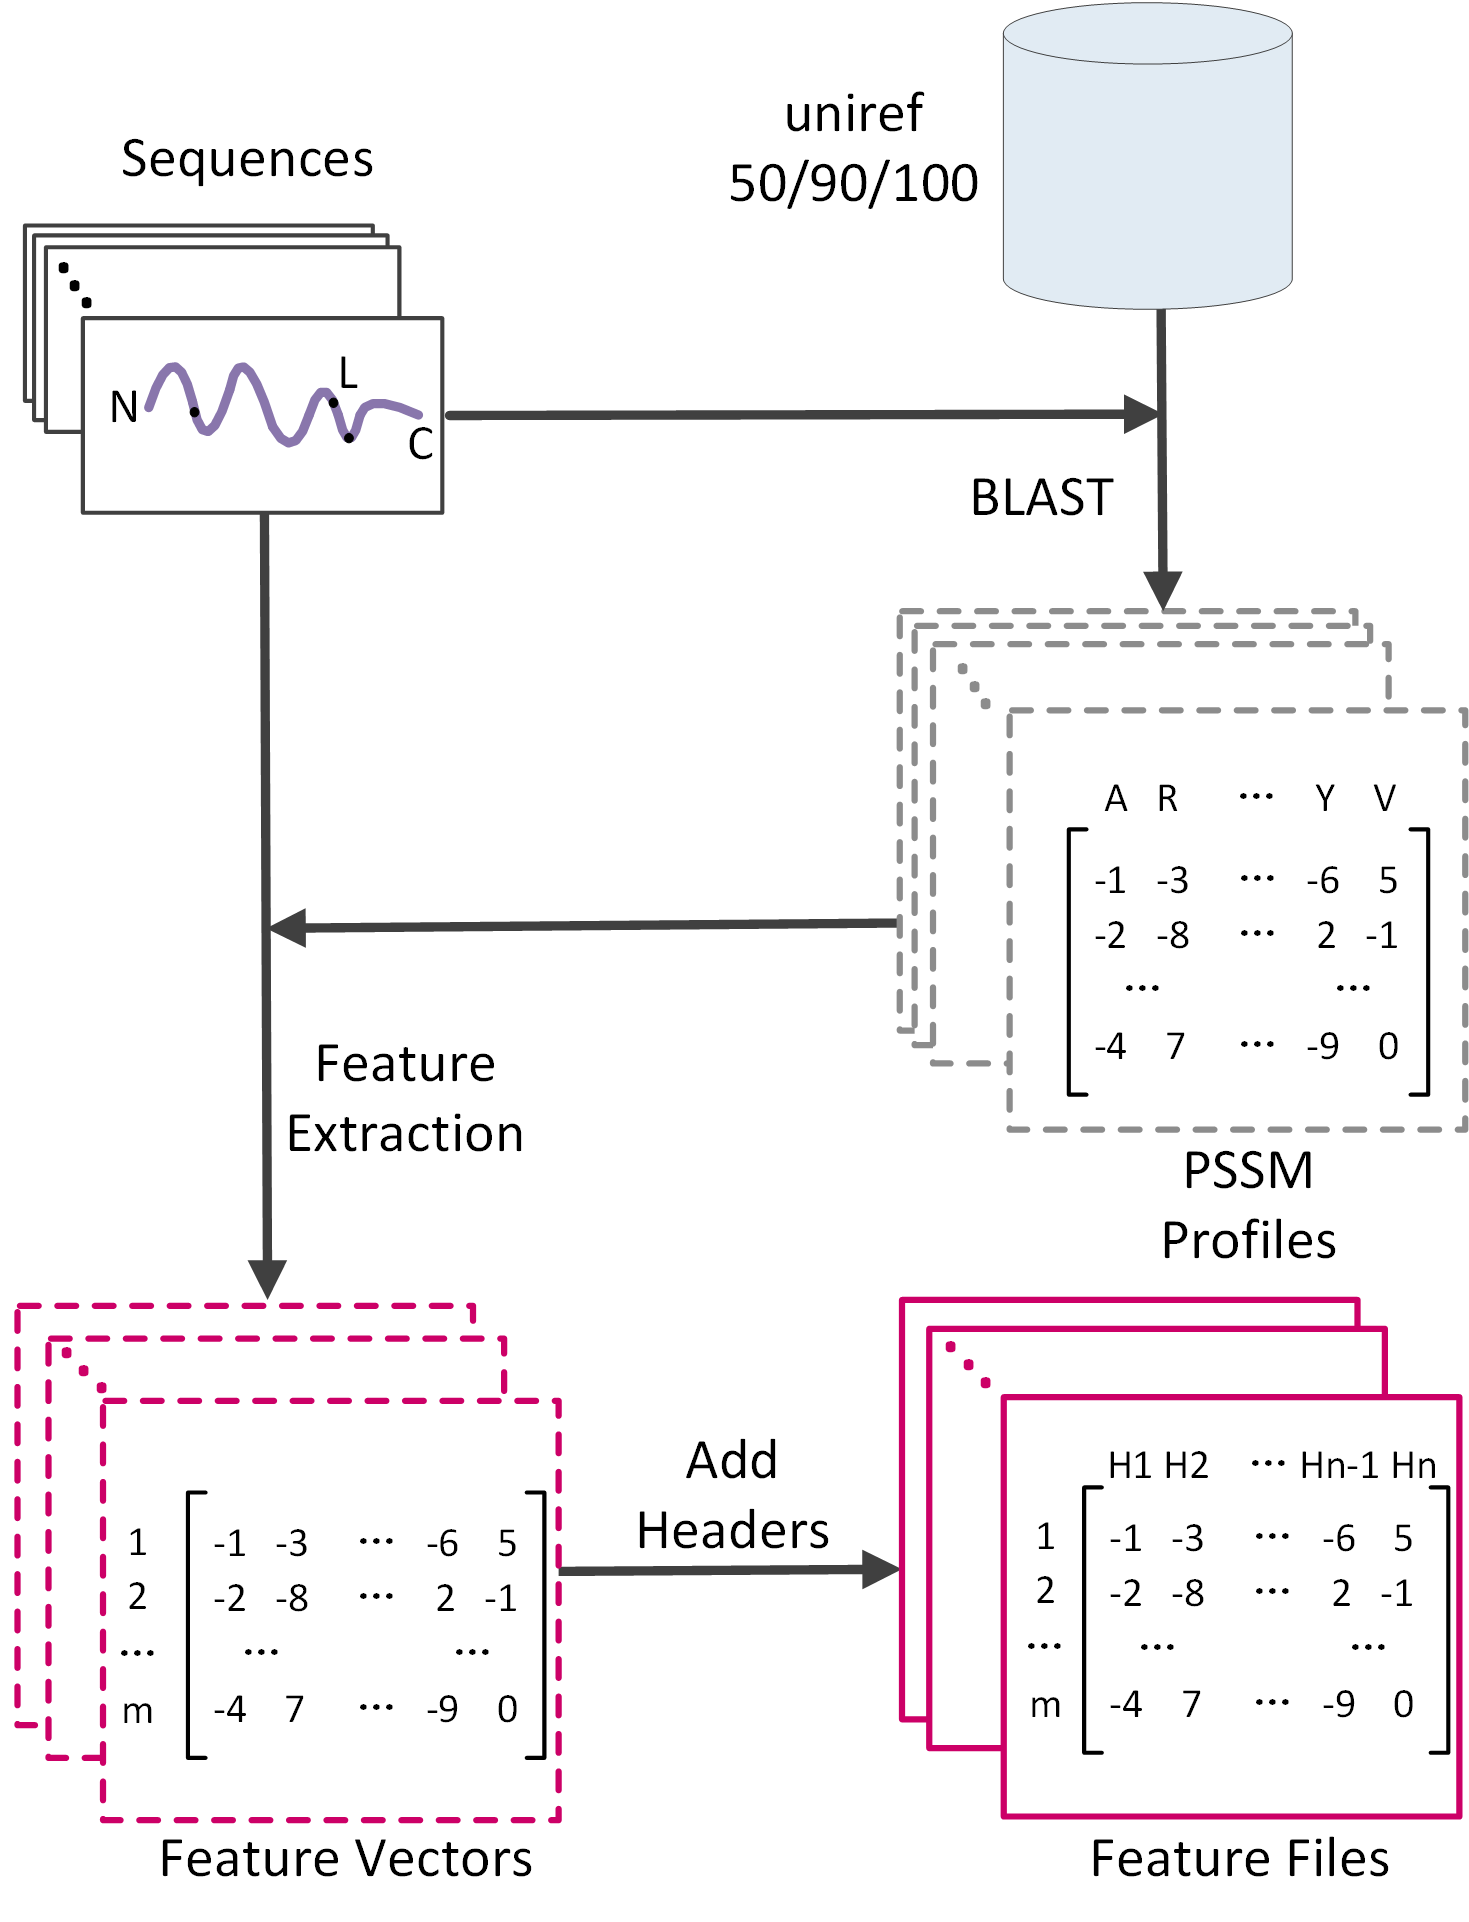 uniref
50/90/100
Sequences
N
L
C
BLAST
A R ... Y V
-1 -3 ... -6 5
-2 -8 ... 2 -1
... ...
-4 7 ... -9 0
PSSM
Profiles
Feature
Extraction
1 -1 -3 ... -6 5
2 -2 -8 ... 2 -1
... ... ...
m -4 7 ... -9 0
Feature Vectors
Add
Headers
H1 H2 ... Hn-1 Hn
1 -1 -3 ... -6 5
2 -2 -8 ... 2 -1
... ... ...
m -4 7 ... -9 0
Feature Files